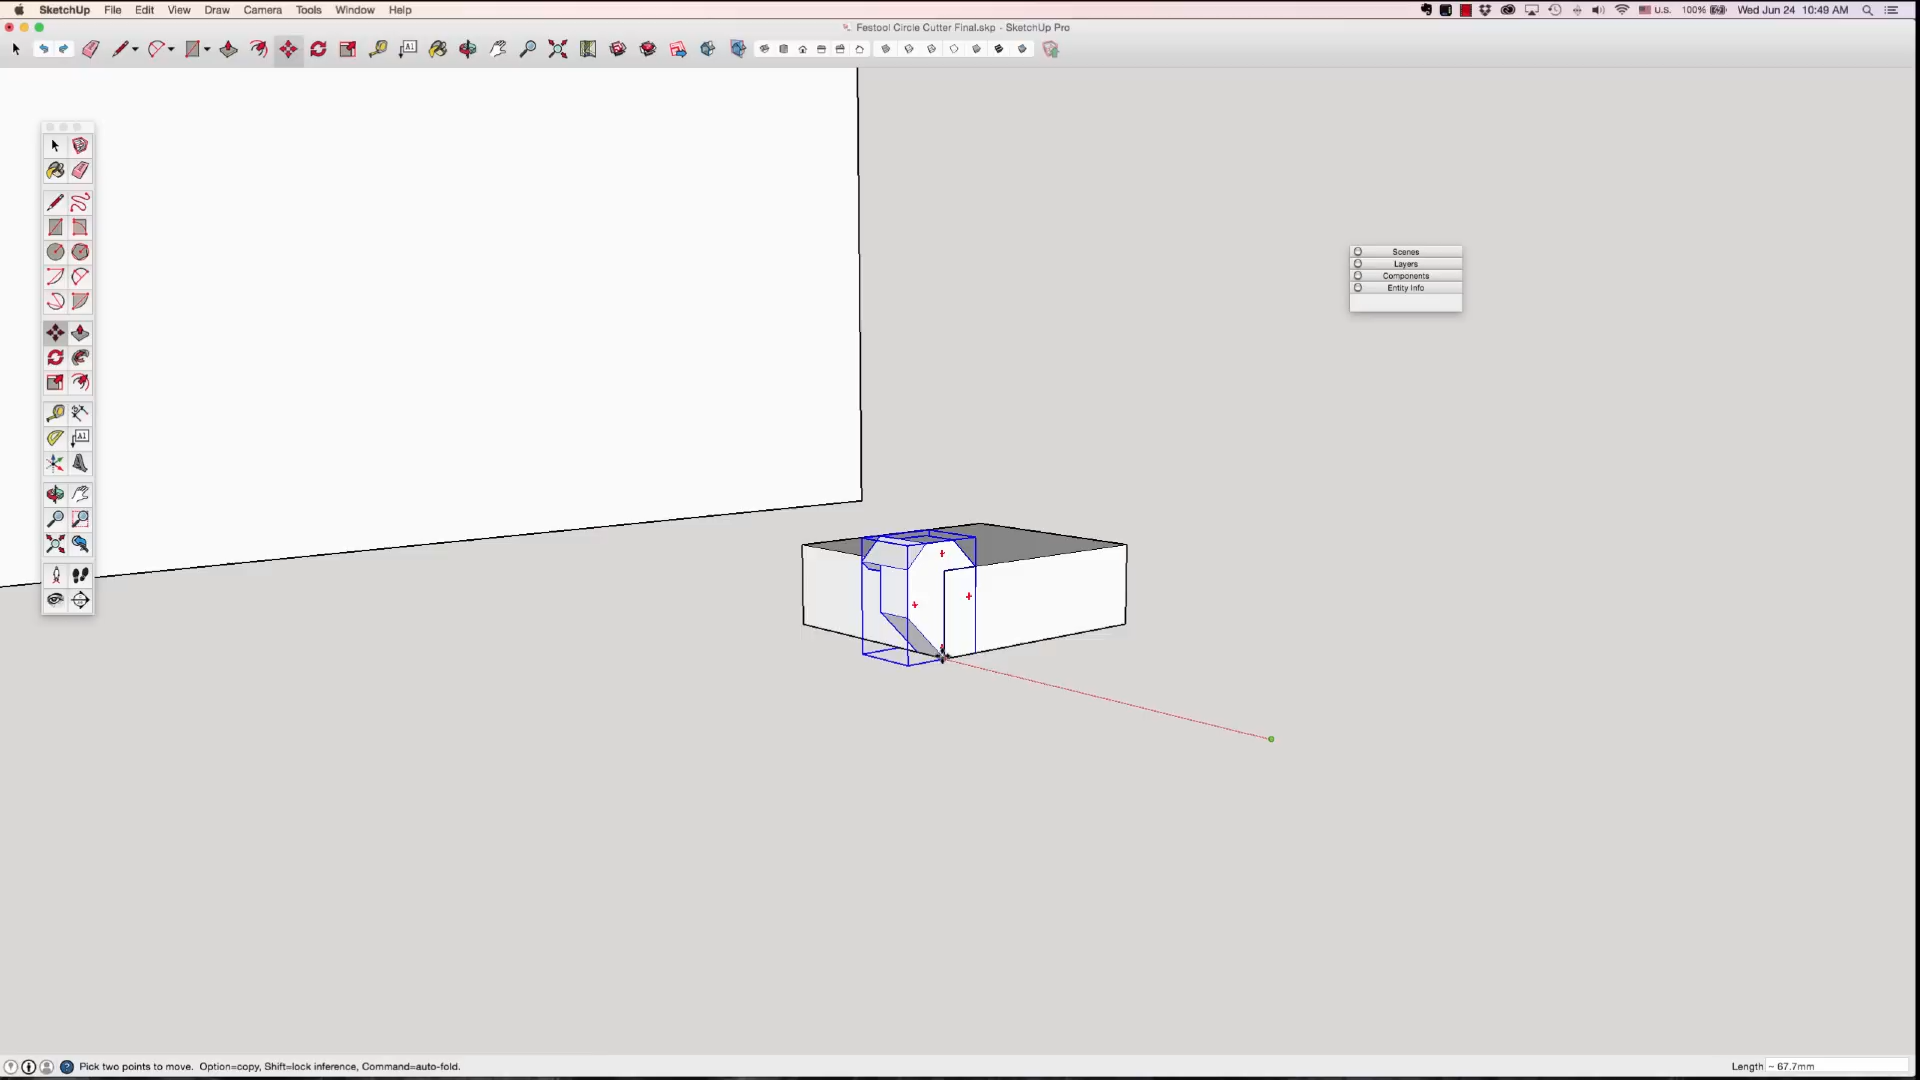 SketchUp File Edit View Draw Camera Tools Window Help U.S. 100% Wed Jun 24 10:49 AM
Festool Circle Cutter Final.skp - SketchUp Pro
A1
Scenes
Layers
Components
Entity Info
A1
Pick two points to move. Option=copy, Shift=lock inference, Command=auto-fold. Length ~ 67.7mm